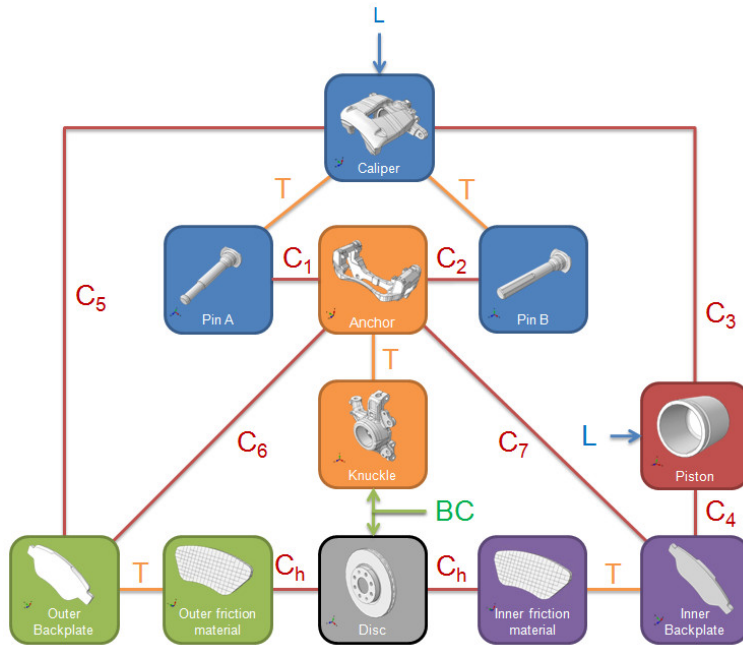 L
Caliper
T
T
Pin A
C₁
Anchor
C₂
Pin B
C₅
C₃
T
C₆
Knuckle
C₇
L
Piston
BC
C₄
Outer
Backplate
T
Outer friction
material
Cₕ
Disc
Cₕ
Inner friction
material
T
Inner
Backplate